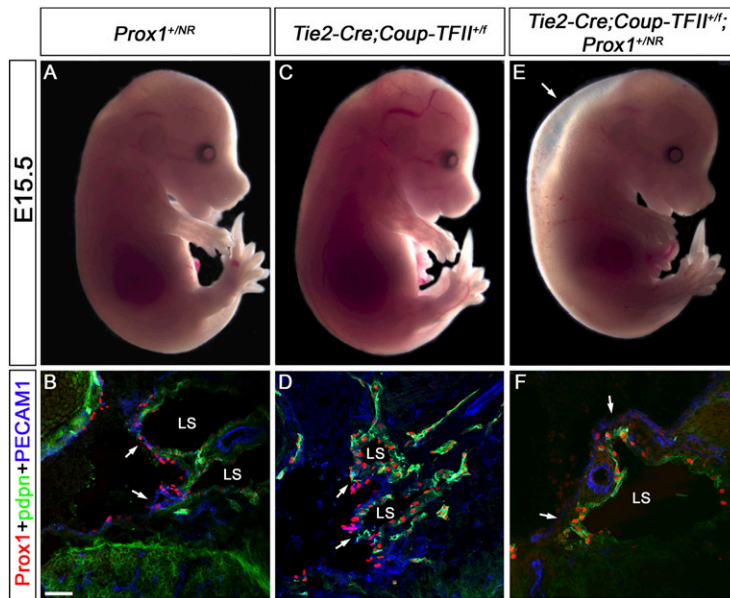 Prox1+/NR
Tie2-Cre;Coup-TFII+/f
Tie2-Cre;Coup-TFII+/f;
Prox1+/NR
E15.5
A
C
E
Prox1+pdpn+PECAM1
B
LS
LS
D
LS
LS
F
LS